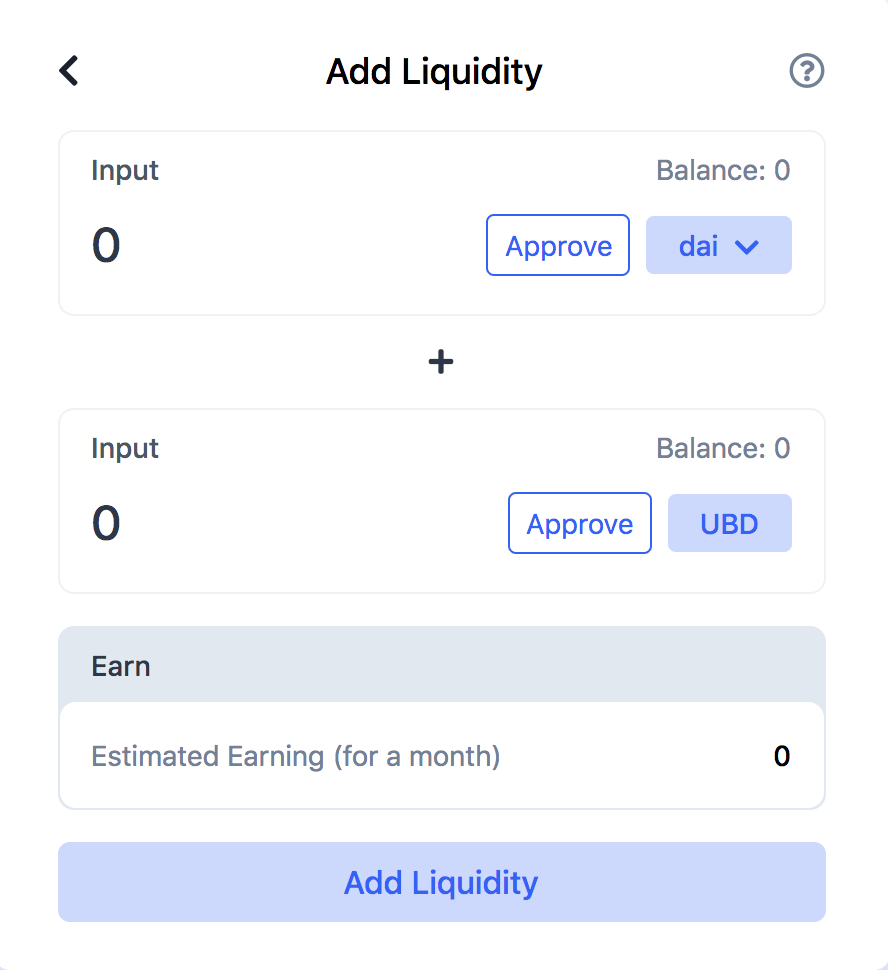 Add Liquidity
Input
Balance: 0
0
Approve
dai
+
Input
Balance: 0
0
Approve
UBD
Earn
Estimated Earning (for a month)
0
Add Liquidity